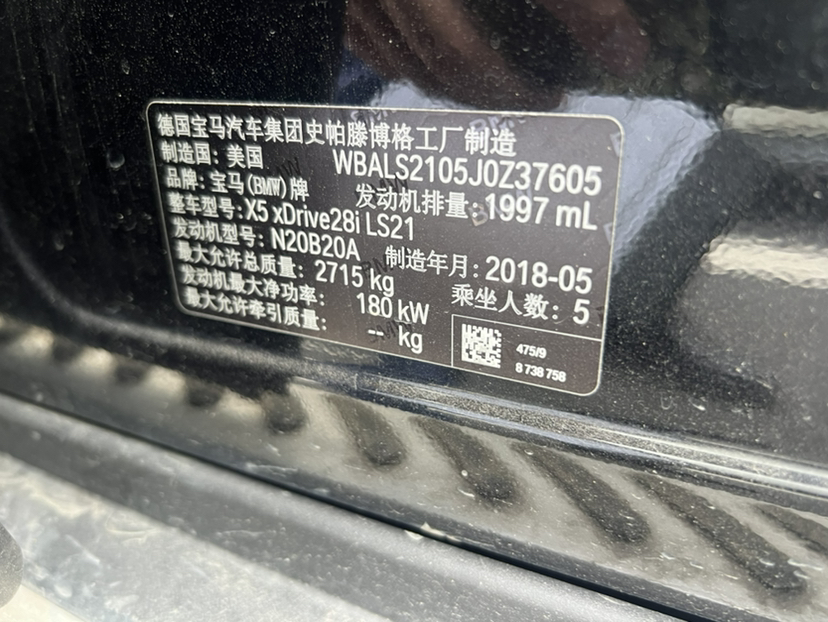 德国宝马汽车集团史帕滕博格工厂制造
制造国: 美国 WBALS2105J0Z37605
品牌: 宝马(BMW)牌 发动机排量: 1997 mL
整车型号: X5 xDrive28i LS21
发动机型号: N20B20A 制造年月: 2018-05
最大允许总质量: 2715 kg 乘坐人数: 5
发动机最大净功率: 180 kW
最大允许牵引质量: -- kg
475/9
8 738 758